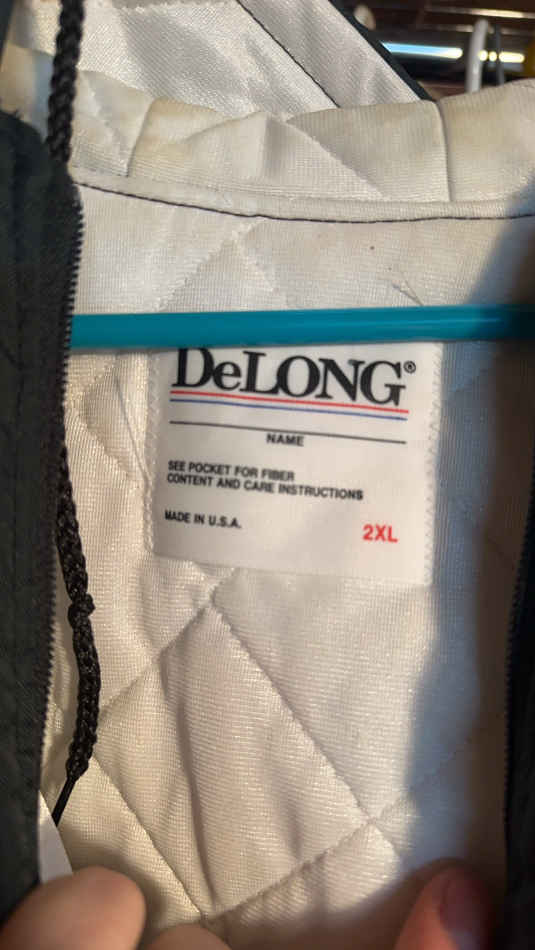 DeLONG®
NAME
SEE POCKET FOR FIBER
CONTENT AND CARE INSTRUCTIONS
MADE IN U.S.A.
2XL